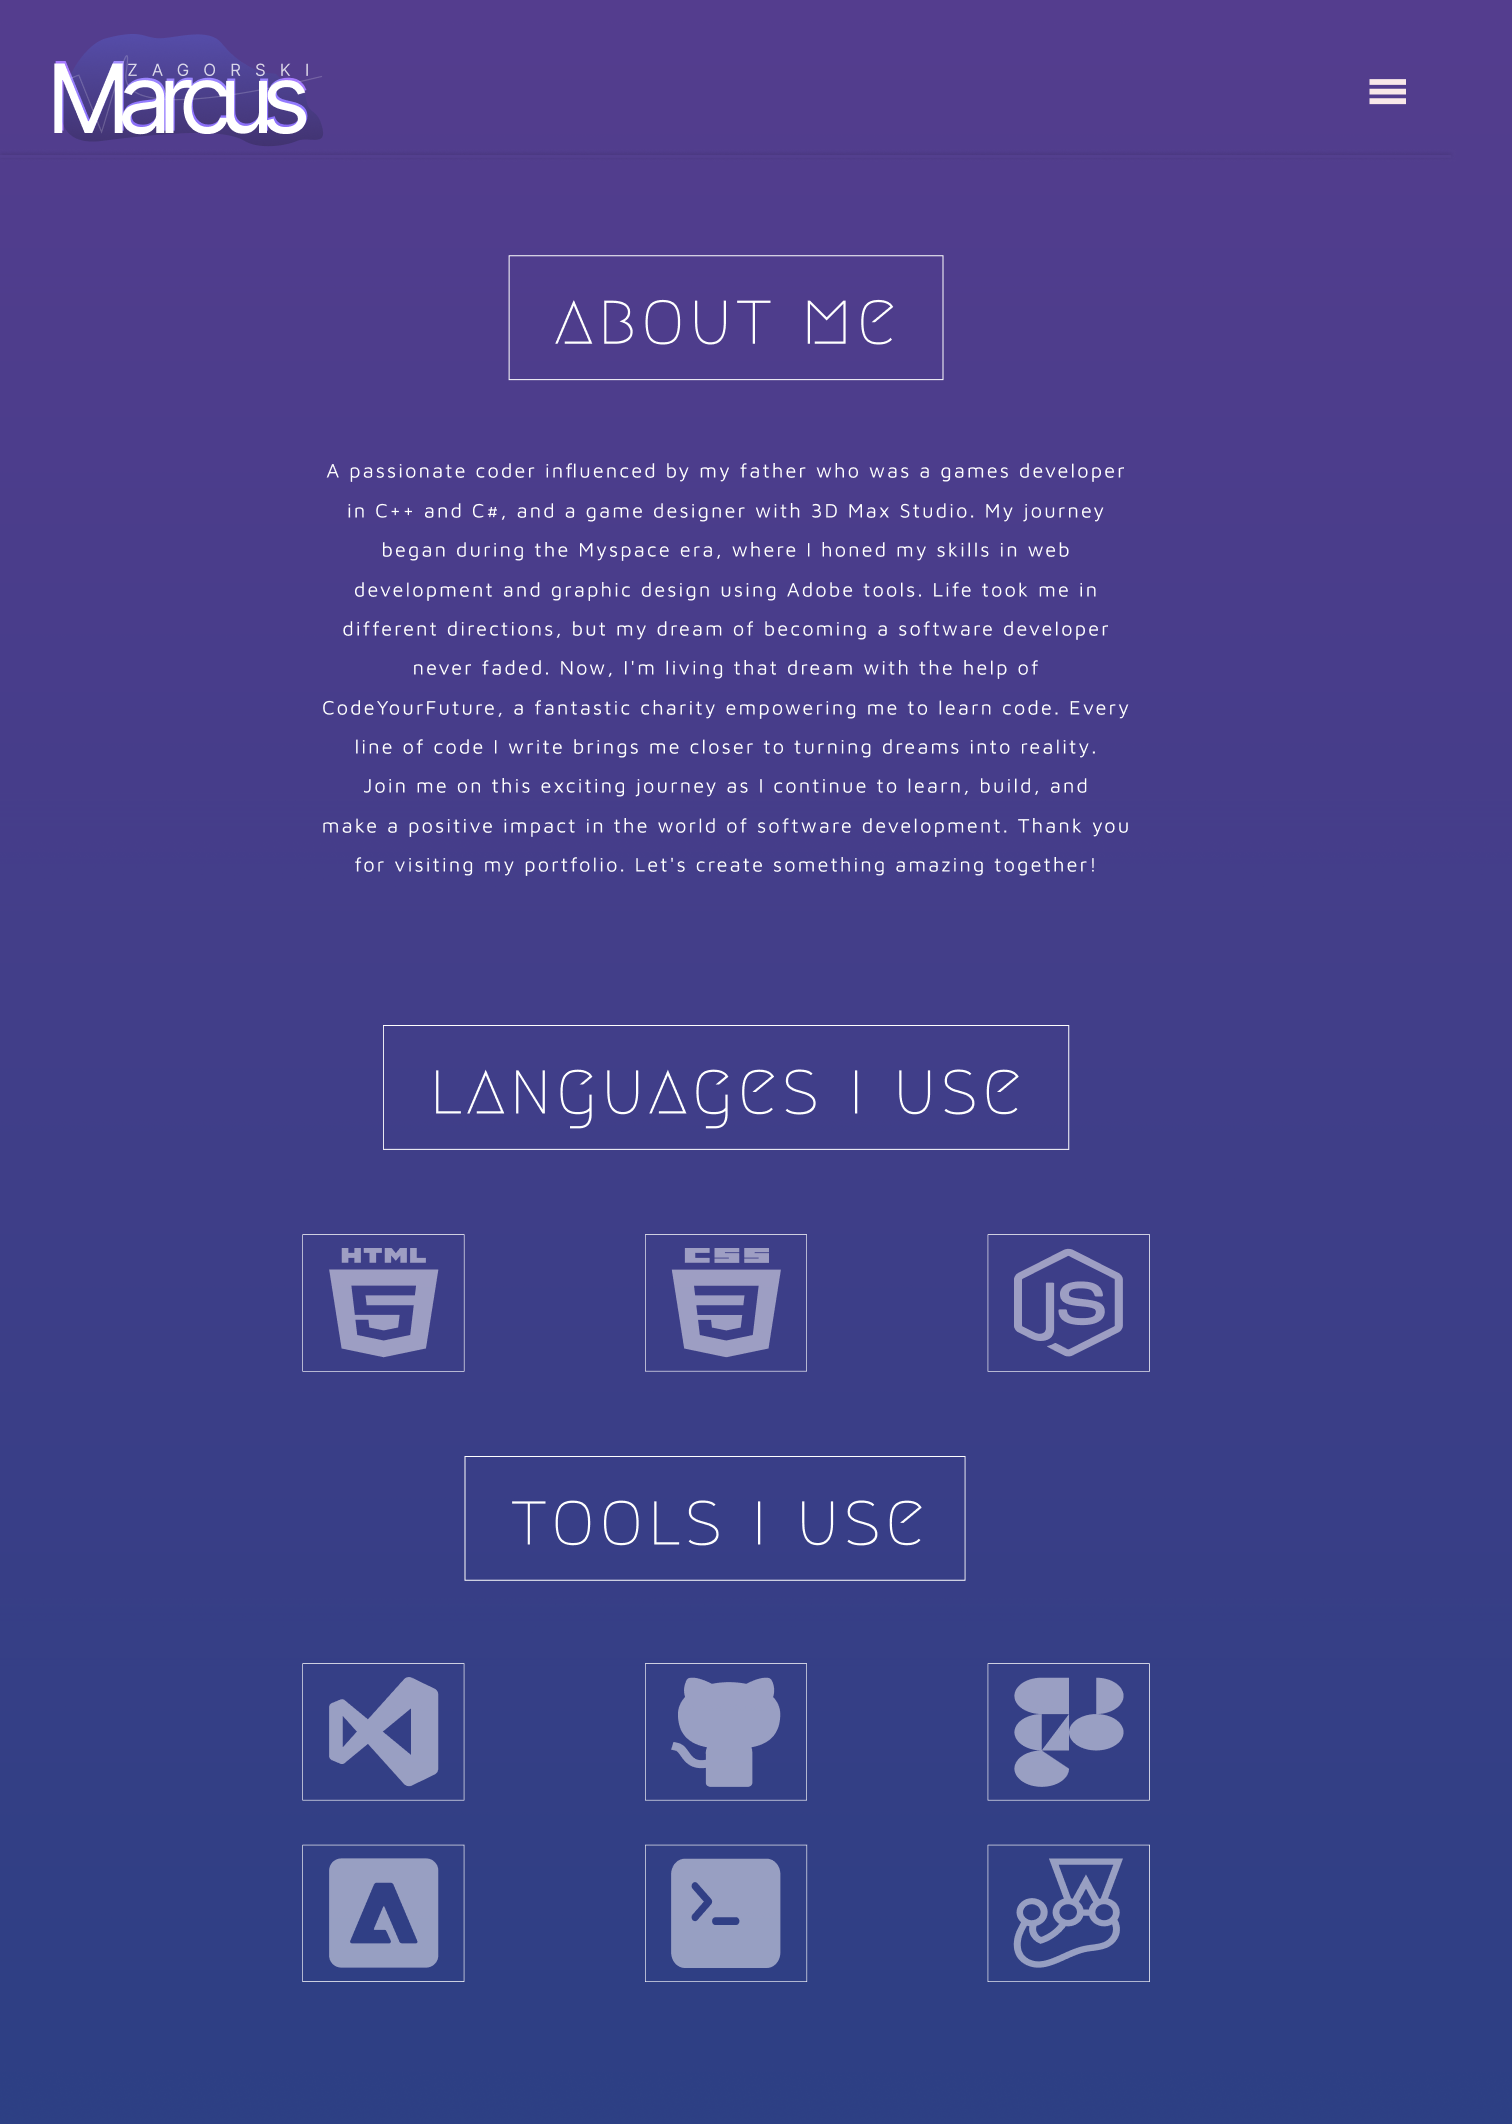 ZAGORSKI
Marcus
ABOUT Me
A passionate coder influenced by my father who was a games developer
in C++ and C#, and a game designer with 3D Max Studio. My journey
began during the Myspace era, where I honed my skills in web
development and graphic design using Adobe tools. Life took me in
different directions, but my dream of becoming a software developer
never faded. Now, I'm living that dream with the help of
CodeYourFuture, a fantastic charity empowering me to learn code. Every
line of code I write brings me closer to turning dreams into reality.
Join me on this exciting journey as I continue to learn, build, and
make a positive impact in the world of software development. Thank you
for visiting my portfolio. Let's create something amazing together!
LANgUAgeS I USe
HTML
CSS
JS
TOOLS I USe